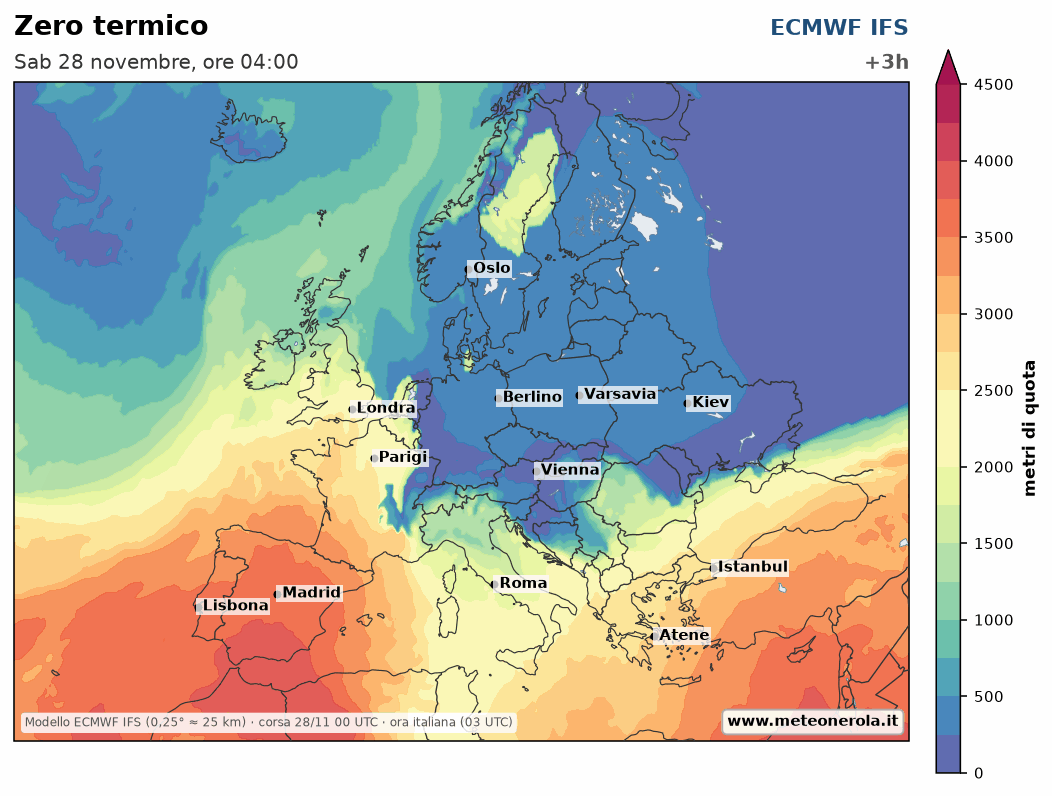 Zero termico
ECMWF IFS
Sab 28 novembre, ore 04:00
+3h
4500
4000
3500
3000
2500
2000
1500
1000
500
0
metri di quota
Oslo
Berlino
Varsavia
Kiev
Londra
Parigi
Vienna
Istanbul
Roma
Madrid
Lisbona
Atene
Modello ECMWF IFS (0,25° ≈ 25 km) · corsa 28/11 00 UTC · ora italiana (03 UTC)
www.meteonerola.it